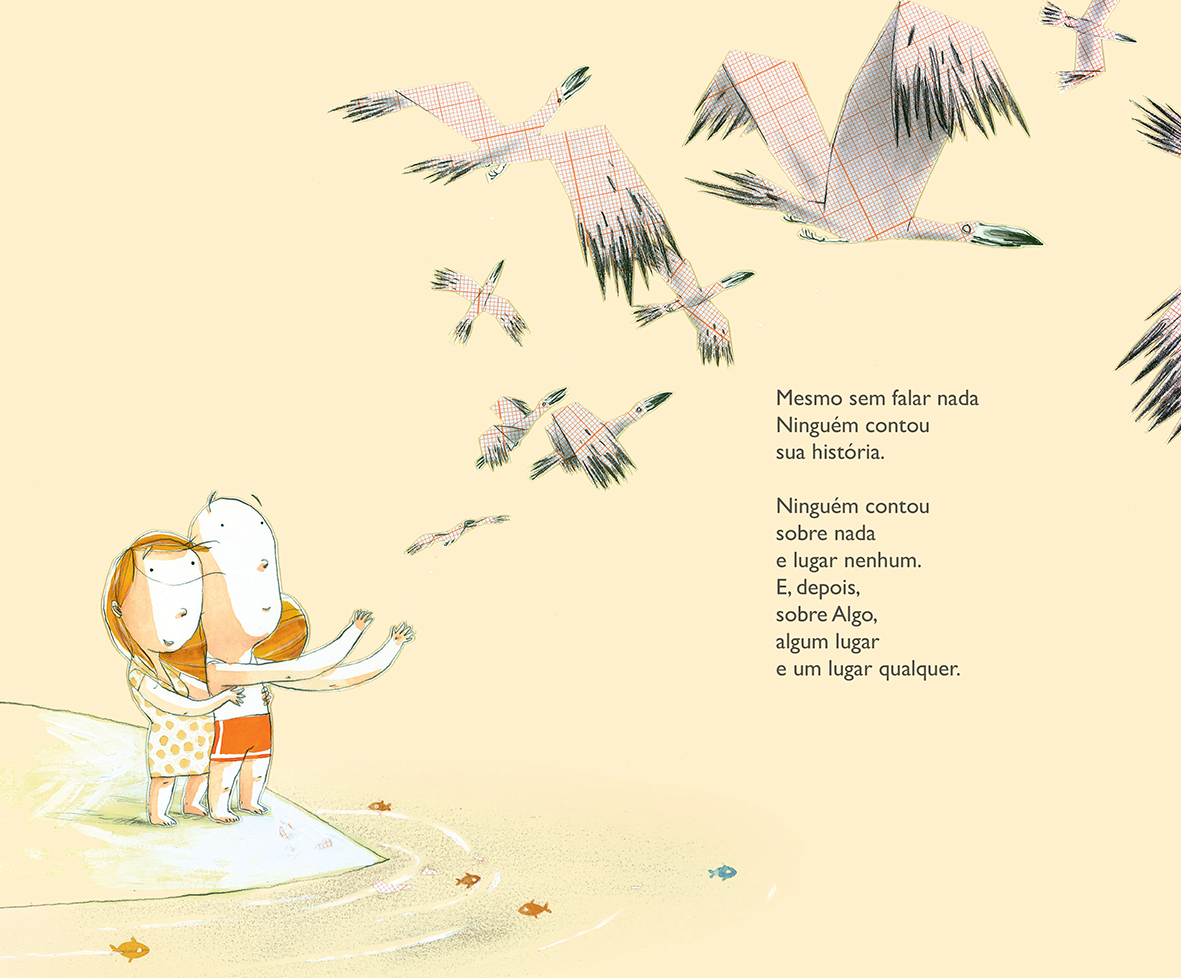 Mesmo sem falar nada
Ninguém contou
sua história.
Ninguém contou
sobre nada
e lugar nenhum.
E, depois,
sobre Algo,
algum lugar
e um lugar qualquer.